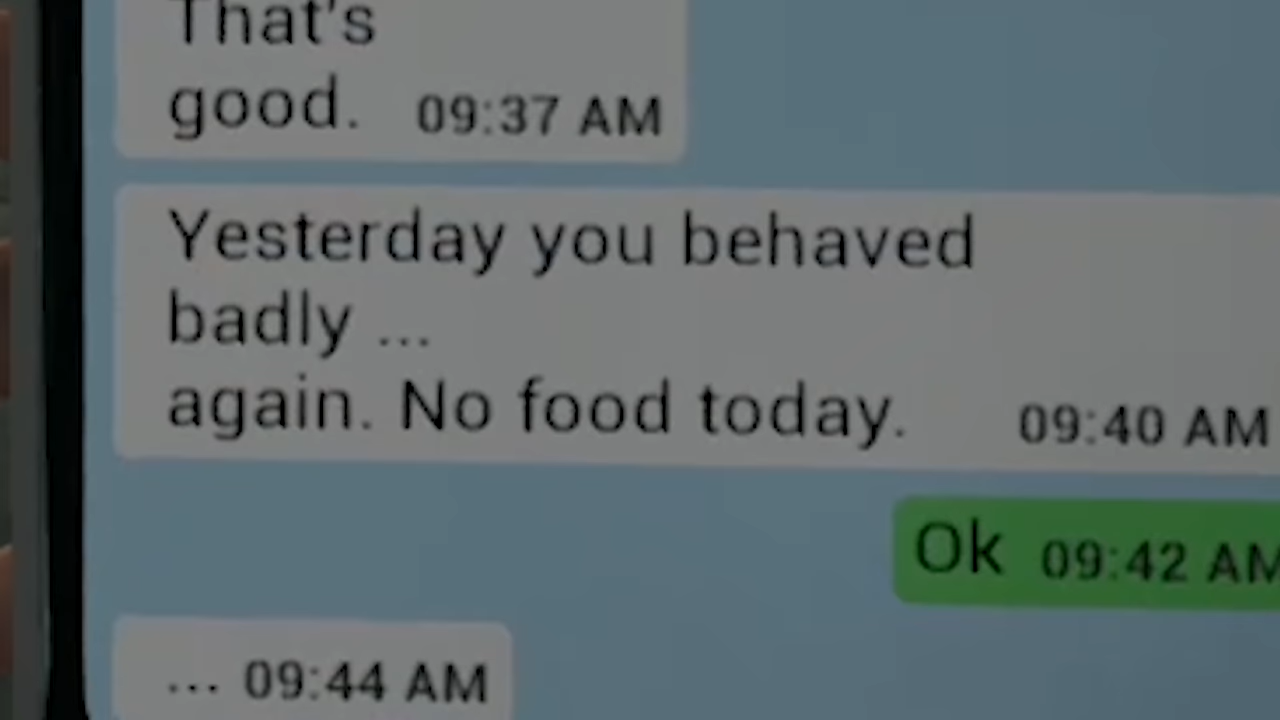 That's
good. 09:37 AM
Yesterday you behaved
badly ...
again. No food today. 09:40 AM
Ok 09:42 AM
... 09:44 AM